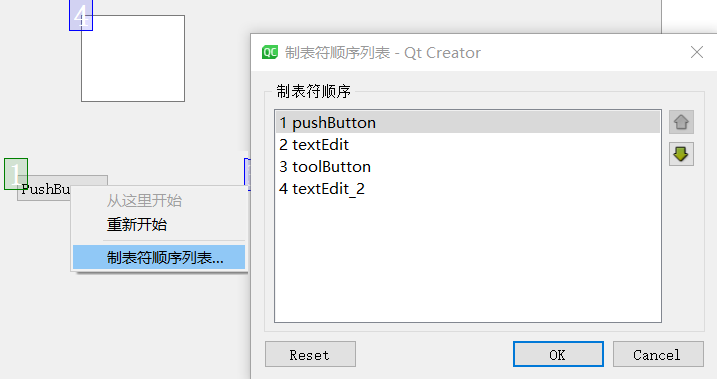 4
制表符顺序列表 - Qt Creator
制表符顺序
1 pushButton
2 textEdit
3 toolButton
4 textEdit_2
1
PushBu
从这里开始
重新开始
制表符顺序列表...
Reset
OK
Cancel